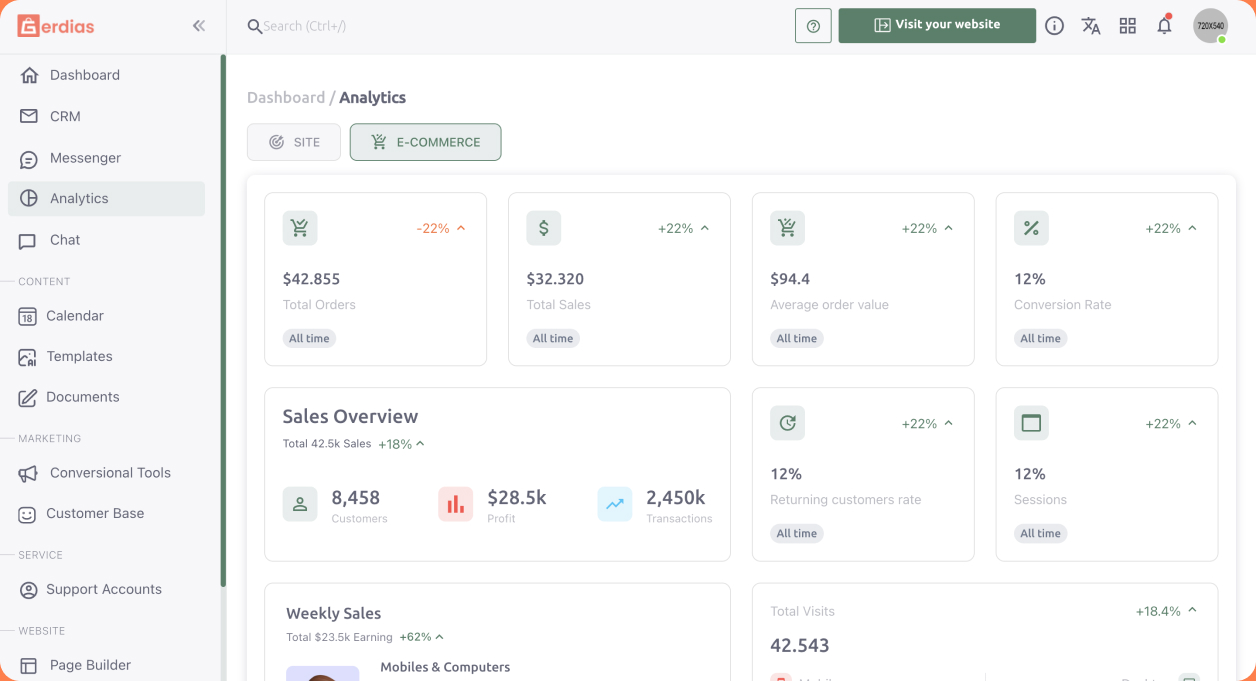 Gerdias
Search (Ctrl+/)
Visit your website
720X540
Dashboard
CRM
Messenger
Analytics
Chat
CONTENT
18
Calendar
AI
Templates
Documents
MARKETING
Conversional Tools
Customer Base
SERVICE
Support Accounts
WEBSITE
Page Builder
Dashboard / Analytics
SITE
E-COMMERCE
-22%
$42.855
Total Orders
All time
+22%
$32.320
Total Sales
All time
+22%
$94.4
Average order value
All time
+22%
12%
Conversion Rate
All time
Sales Overview
Total 42.5k Sales +18%
8,458
Customers
$28.5k
Profit
2,450k
Transactions
+22%
12%
Returning customers rate
All time
+22%
12%
Sessions
All time
Weekly Sales
Total $23.5k Earning +62%
Mobiles & Computers
Total Visits
+18.4%
42.543